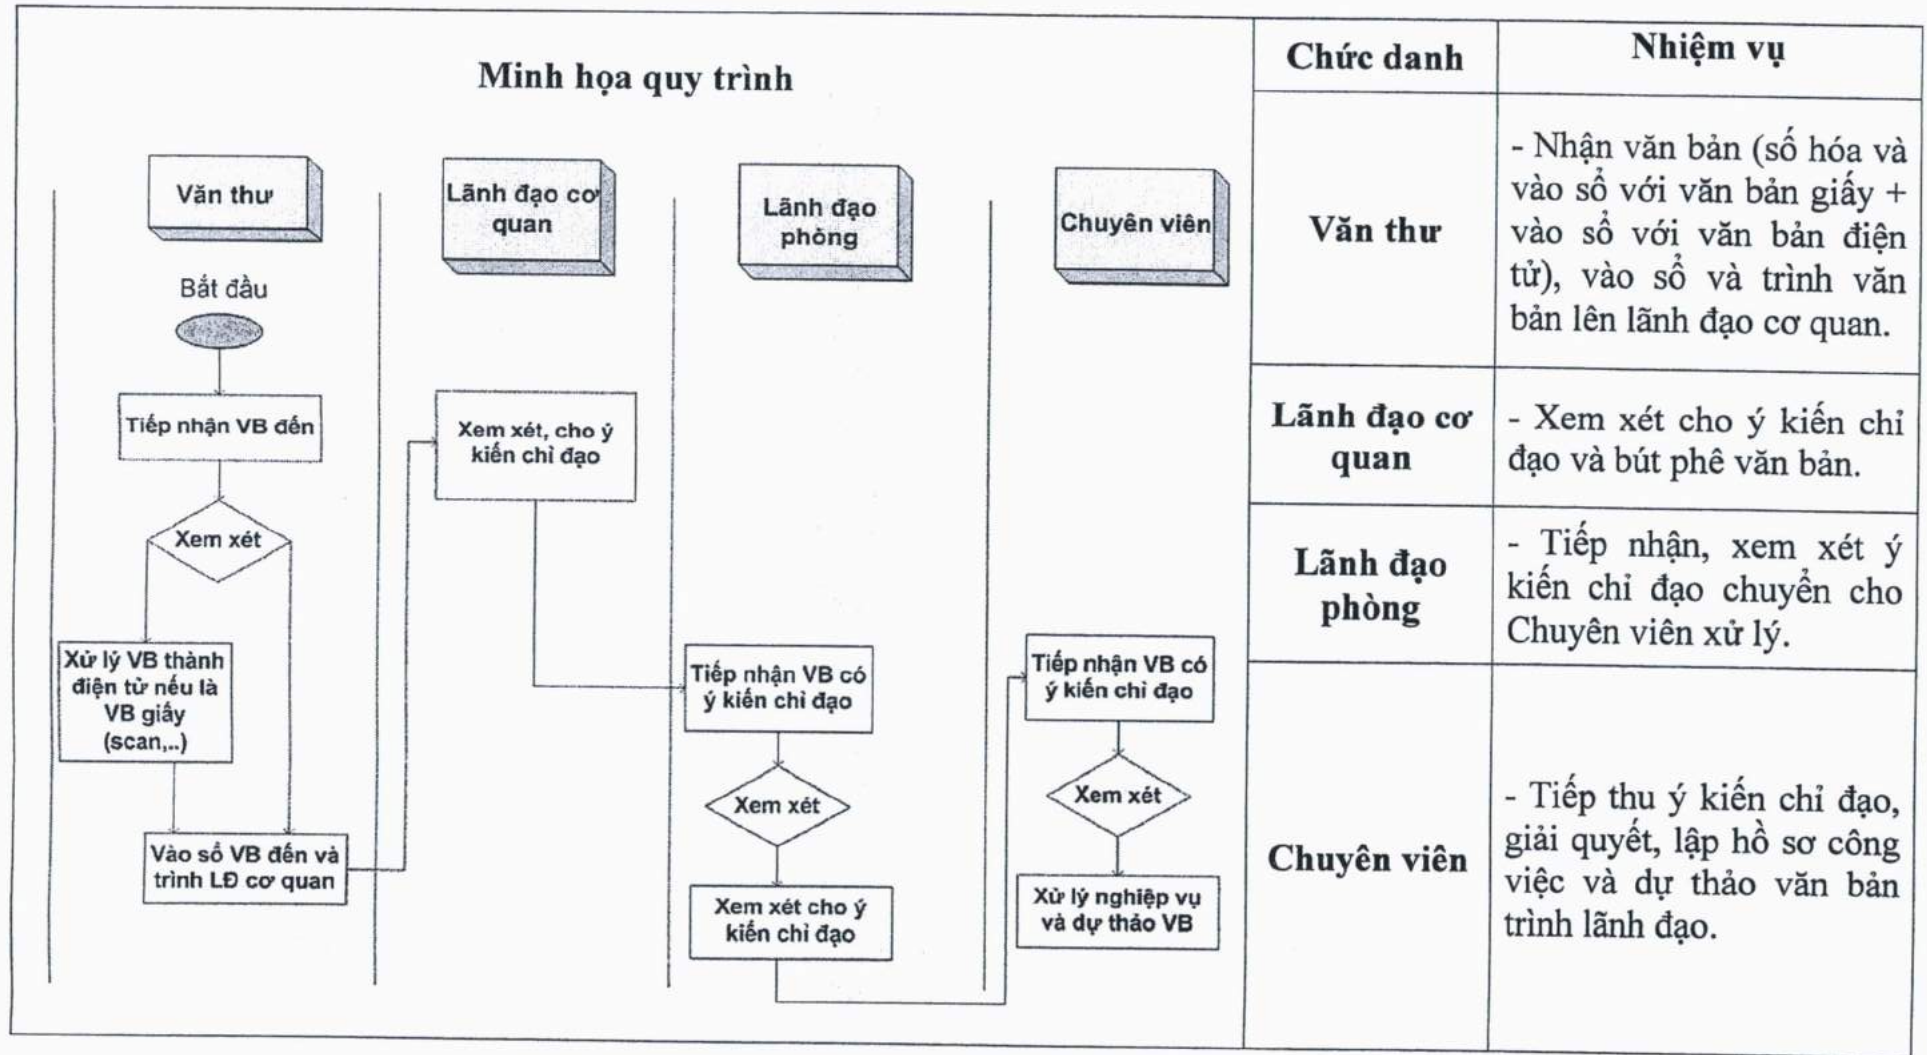 Minh họa quy trình
Văn thư
Lãnh đạo cơ
quan
Lãnh đạo
phòng
Chuyên viên
Bắt đầu
Tiếp nhận VB đến
Xem xét
Xử lý VB thành
điện tử nếu là
VB giấy
(scan,..)
Vào sổ VB đến và
trình LĐ cơ quan
Xem xét, cho ý
kiến chỉ đạo
Tiếp nhận VB có
ý kiến chỉ đạo
Xem xét
Xem xét cho ý
kiến chỉ đạo
Tiếp nhận VB có
ý kiến chỉ đạo
Xem xét
Xử lý nghiệp vụ
và dự thảo VB
Chức danh
Nhiệm vụ
Văn thư
- Nhận văn bản (số hóa và
vào sổ với văn bản giấy +
vào sổ với văn bản điện
tử), vào sổ và trình văn
bản lên lãnh đạo cơ quan.
Lãnh đạo cơ
quan
- Xem xét cho ý kiến chỉ
đạo và bút phê văn bản.
Lãnh đạo
phòng
- Tiếp nhận, xem xét ý
kiến chỉ đạo chuyển cho
Chuyên viên xử lý.
Chuyên viên
- Tiếp thu ý kiến chỉ đạo,
giải quyết, lập hồ sơ công
việc và dự thảo văn bản
trình lãnh đạo.